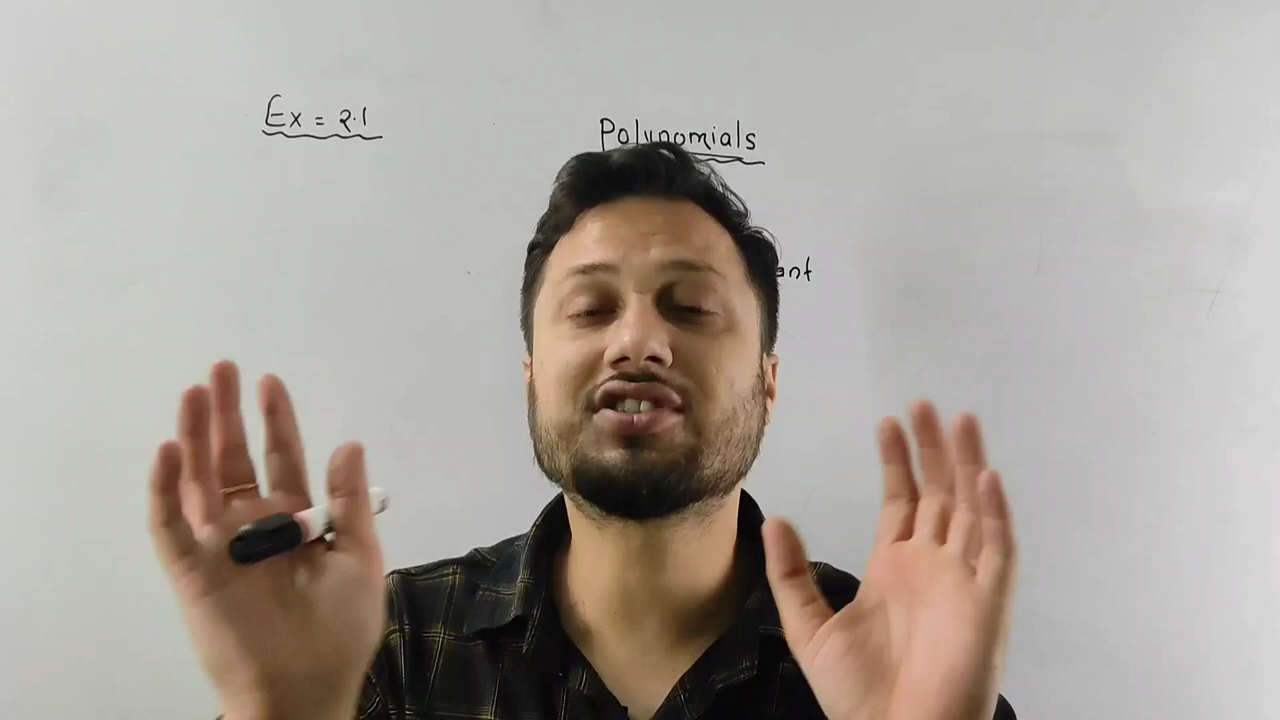 Ex = 2.1
Polynomials